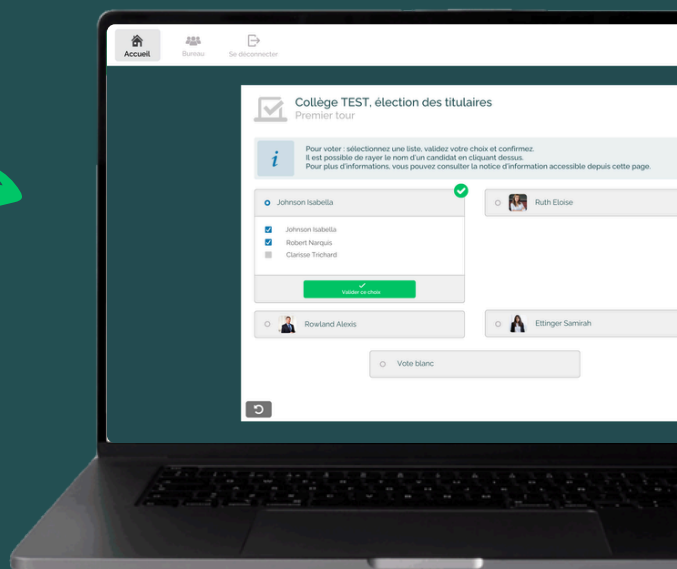 Accueil
Bureau
Se déconnecter
Collège TEST, élection des titulaires
Premier tour
i
Pour voter : sélectionnez une liste, validez votre choix et confirmez.
Il est possible de rayer le nom d'un candidat en cliquant dessus.
Pour plus d'informations, vous pouvez consulter la notice d'information accessible depuis cette page.
Johnson Isabella
Ruth Eloise
Johnson Isabella
Robert Narquis
Clarisse Trichard
Valider ce choix
Rowland Alexis
Ettinger Samirah
Vote blanc